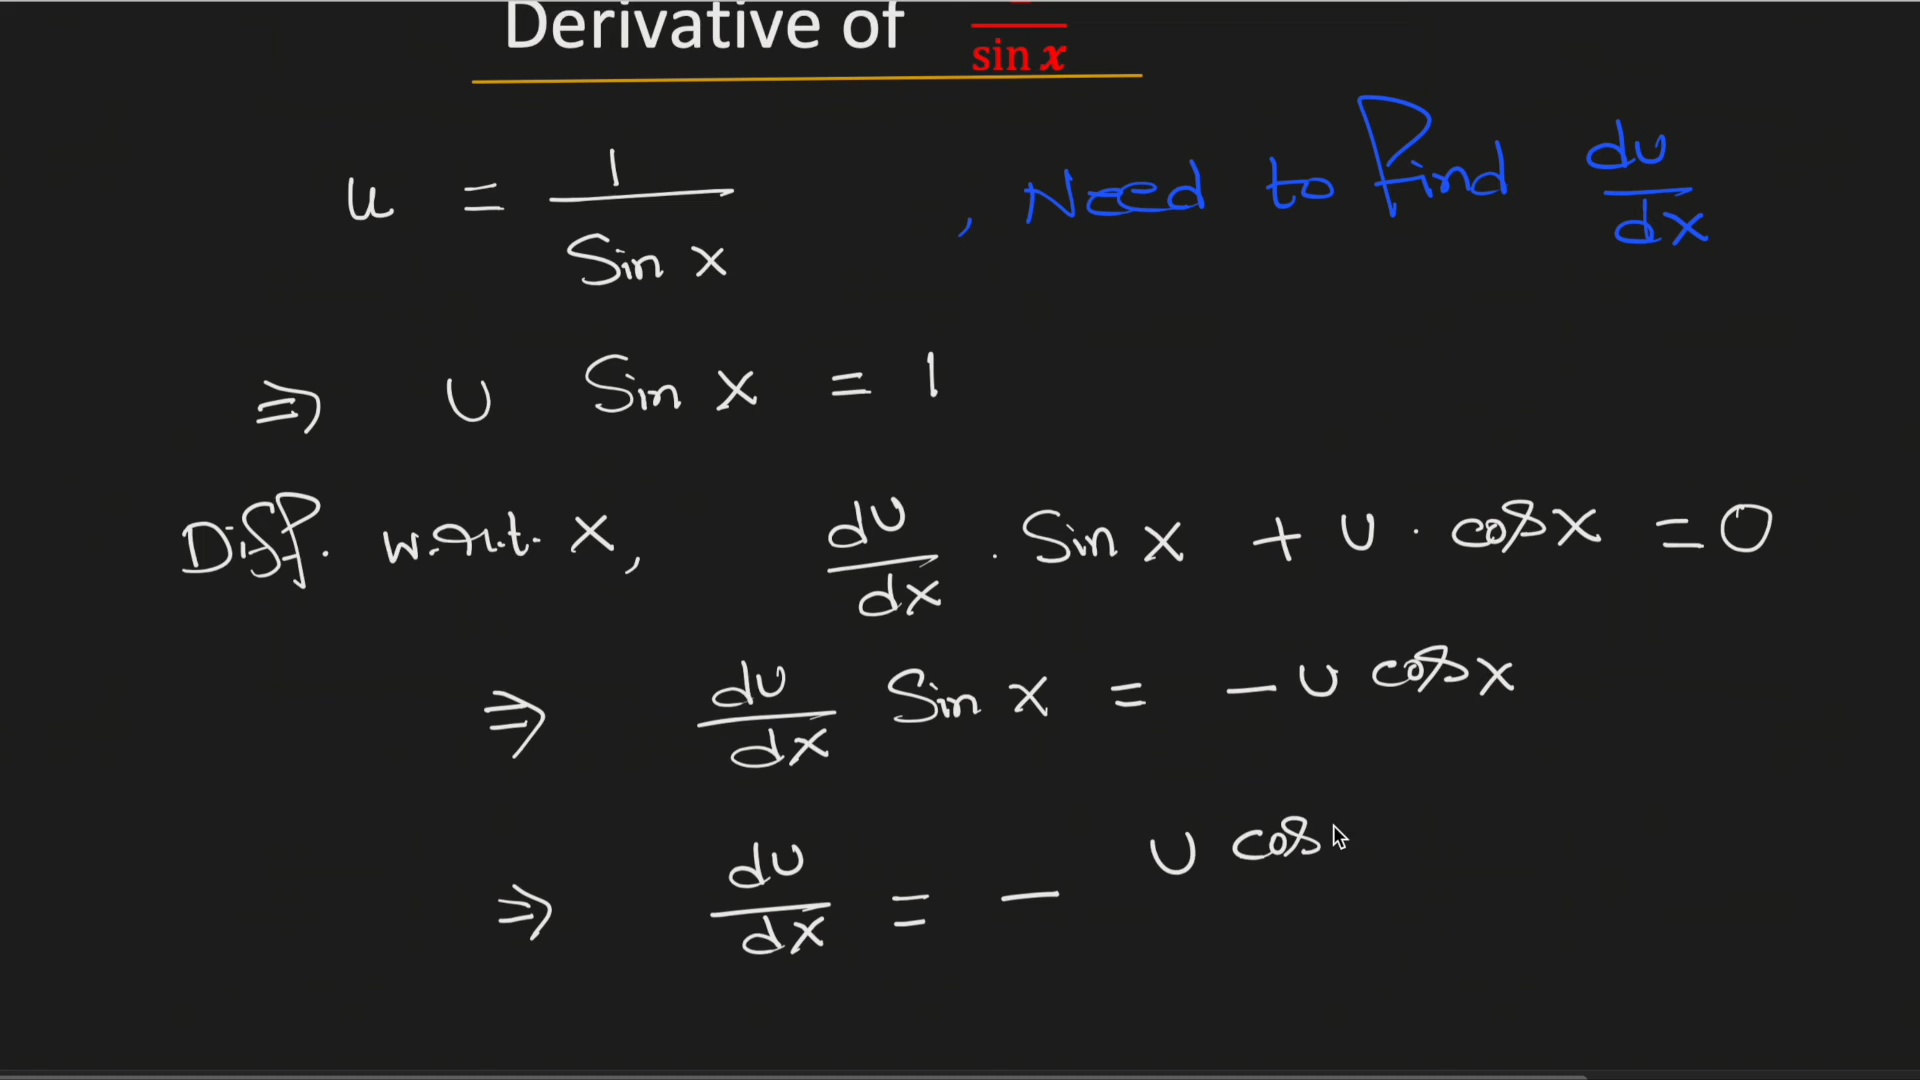 Derivative of /sin x
u = 1/Sin x , Need to Find du/dx
⇒ u Sin x = 1
Diff. w.r.t. x, du/dx . Sin x + u . cos x = 0
⇒ du/dx Sin x = - u cos x
⇒ du/dx = - u cos